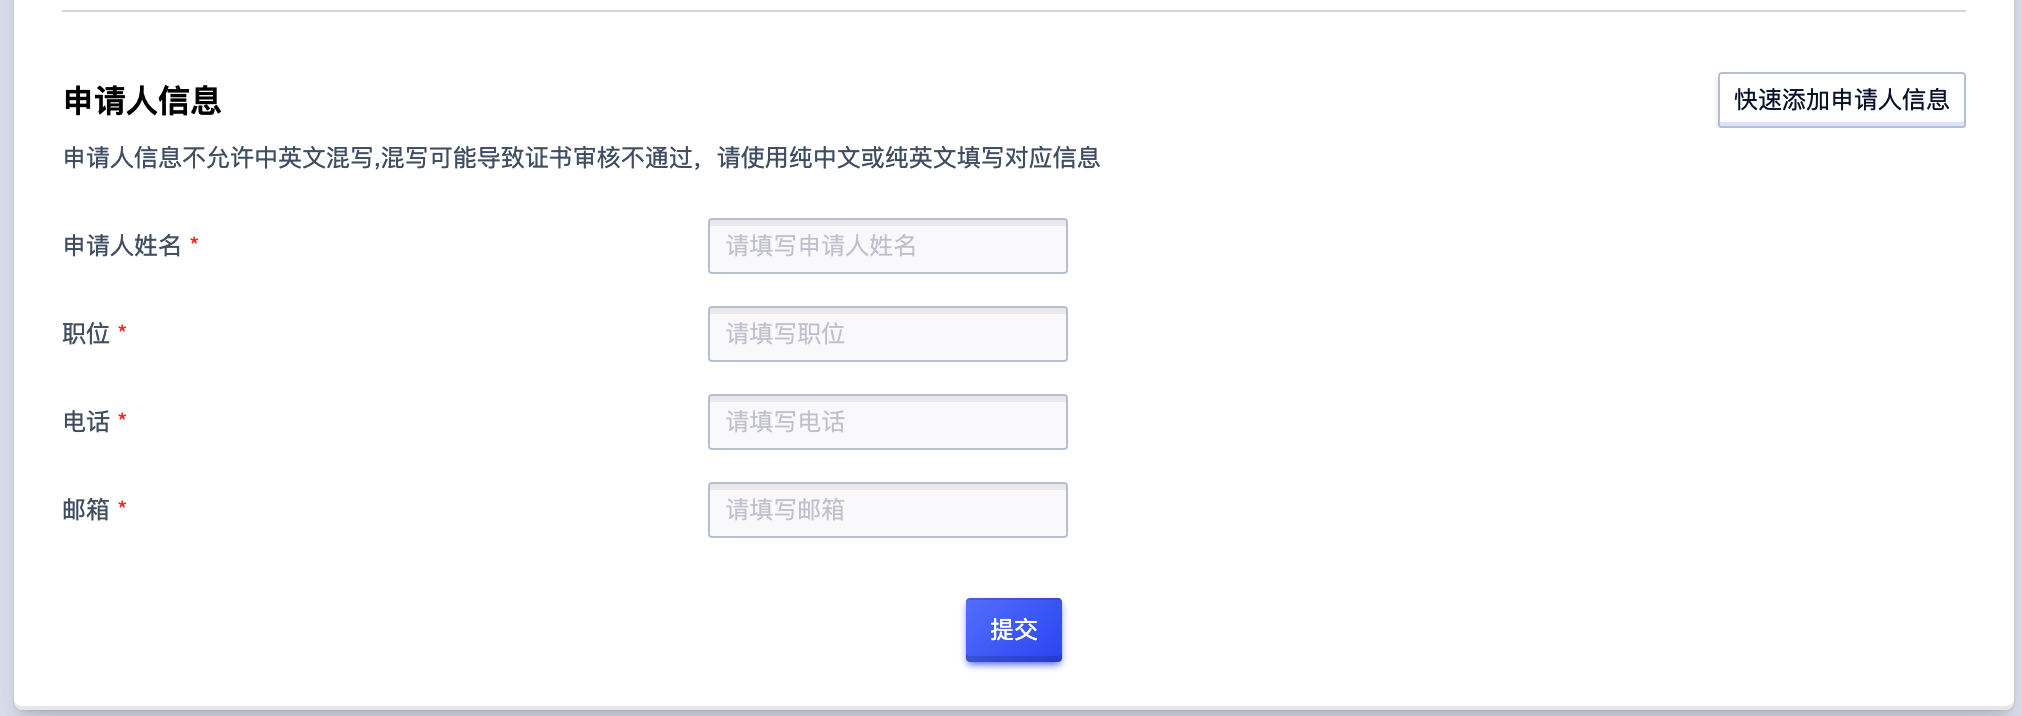 申请人信息
快速添加申请人信息
申请人信息不允许中英文混写,混写可能导致证书审核不通过，请使用纯中文或纯英文填写对应信息
申请人姓名 *
请填写申请人姓名
职位 *
请填写职位
电话 *
请填写电话
邮箱 *
请填写邮箱
提交